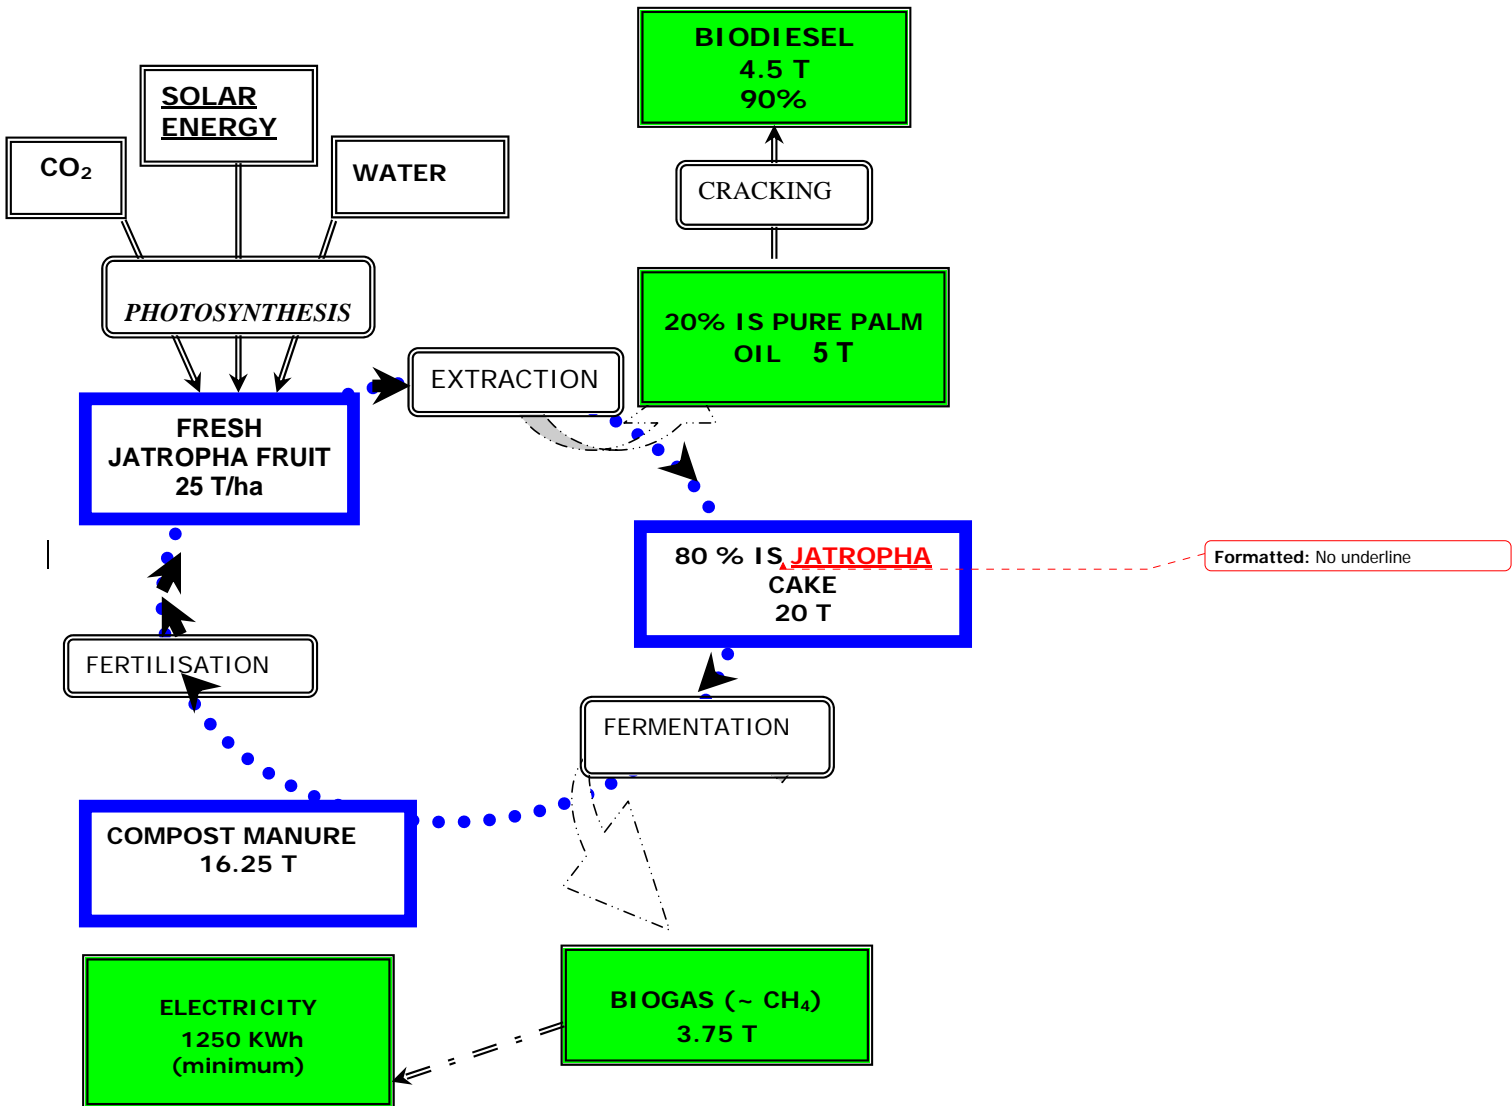 BIODIESEL
4.5 T
90%
SOLAR
ENERGY
CO₂
WATER
CRACKING
PHOTOSYNTHESIS
20% IS PURE PALM
OIL 5 T
EXTRACTION
FRESH
JATROPHA FRUIT
25 T/ha
80 % IS JATROPHA
CAKE
20 T
Formatted: No underline
FERTILISATION
FERMENTATION
COMPOST MANURE
16.25 T
ELECTRICITY
1250 KWh
(minimum)
BIOGAS (~ CH₄)
3.75 T